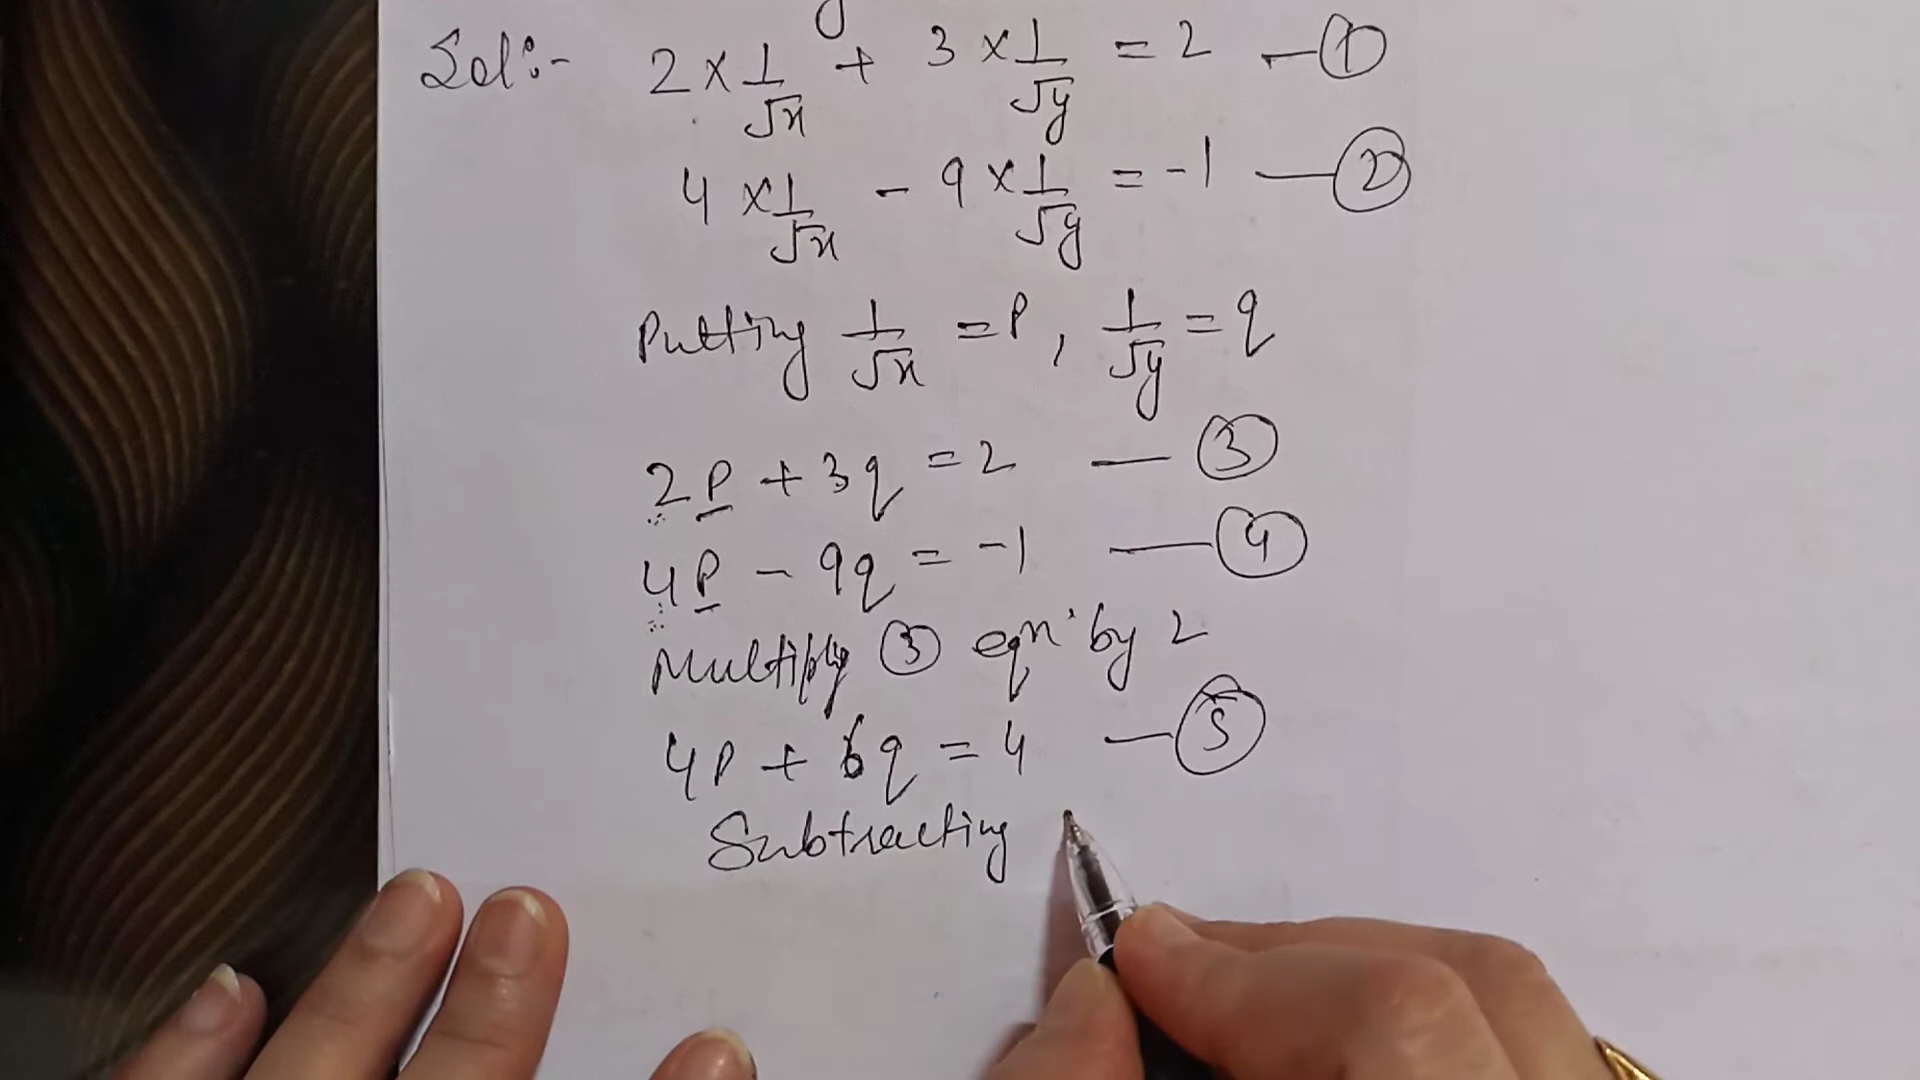 Sol:- 2 × 1/√x + 3 × 1/√y = 2 — ①
4 × 1/√x - 9 × 1/√y = -1 — ②
Putting 1/√x = P, 1/√y = q
2P + 3q = 2 — ③
4P - 9q = -1 — ④
Multiply ③ eqn. by 2
4P + 6q = 4 — ⑤
Subtracting